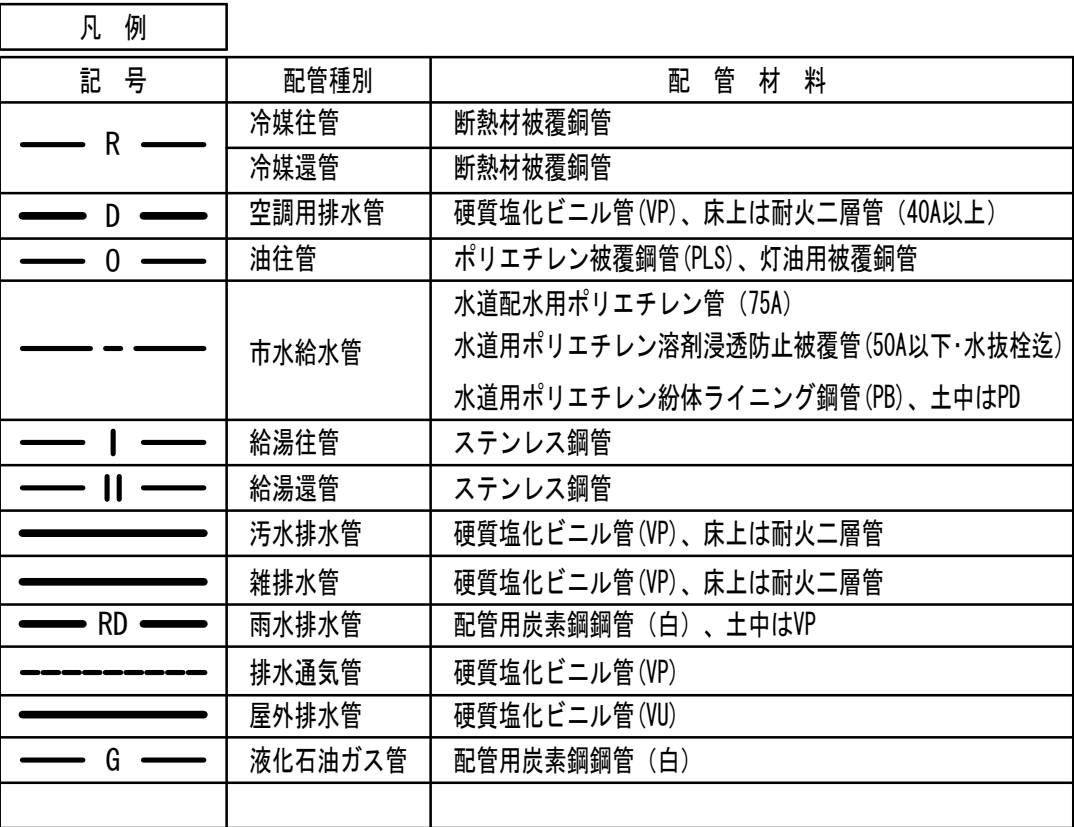 凡 例
記 号 配管種別 配 管 材 料
R 冷媒往管 断熱材被覆銅管
冷媒還管 断熱材被覆銅管
D 空調用排水管 硬質塩化ビニル管(VP)、床上は耐火二層管 (40A以上)
O 油往管 ポリエチレン被覆鋼管(PLS)、灯油用被覆銅管
水道配水用ポリエチレン管 (75A)
市水給水管 水道用ポリエチレン溶剤浸透防止被覆管(50A以下･水抜栓迄)
水道用ポリエチレン紛体ライニング鋼管(PB)、土中はPD
給湯往管 ステンレス鋼管
給湯還管 ステンレス鋼管
汚水排水管 硬質塩化ビニル管(VP)、床上は耐火二層管
雑排水管 硬質塩化ビニル管(VP)、床上は耐火二層管
RD 雨水排水管 配管用炭素鋼鋼管 (白) 、土中はVP
排水通気管 硬質塩化ビニル管(VP)
屋外排水管 硬質塩化ビニル管(VU)
G 液化石油ガス管 配管用炭素鋼鋼管 (白)